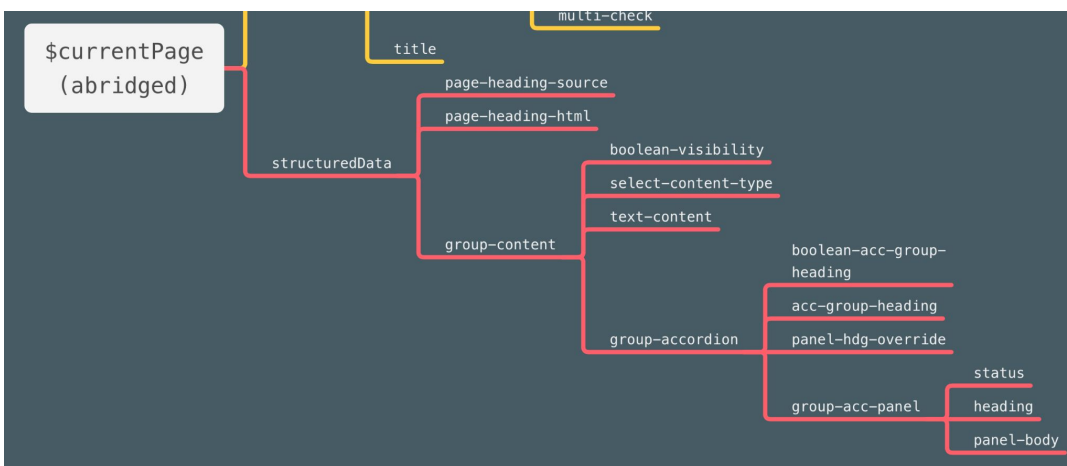 multi-check
$currentPage
(abridged)
title
page-heading-source
page-heading-html
structuredData
boolean-visibility
select-content-type
text-content
group-content
boolean-acc-group-
heading
acc-group-heading
group-accordion
panel-hdg-override
status
group-acc-panel
heading
panel-body